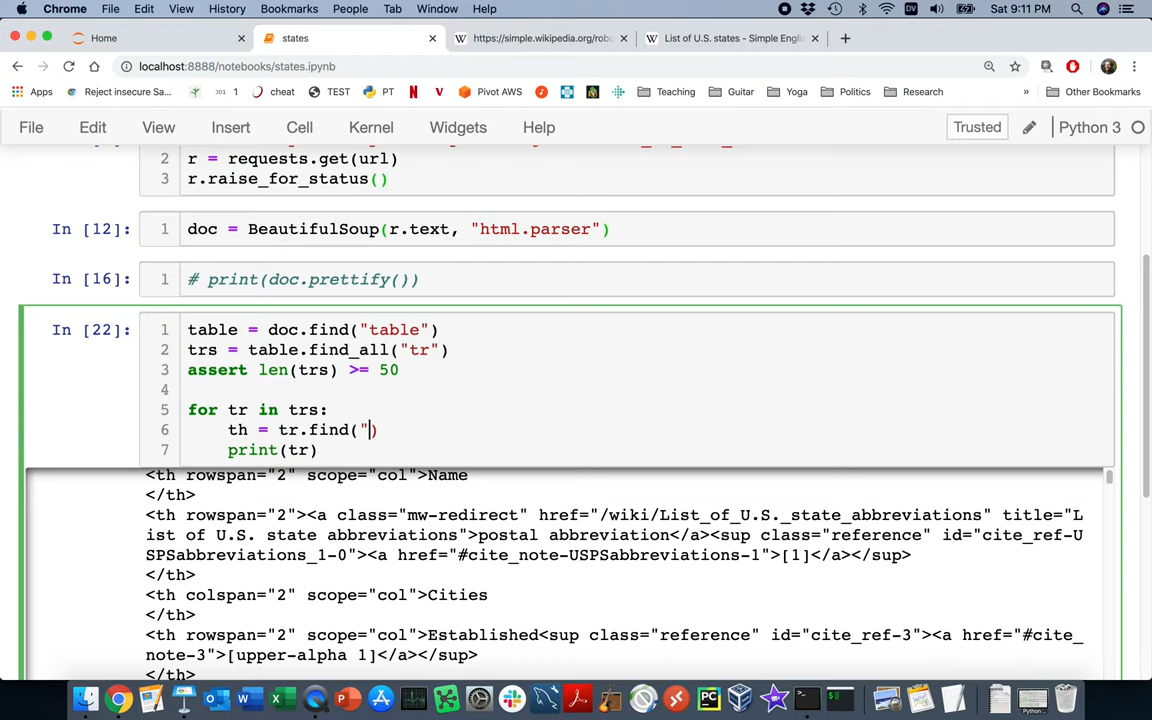 Chrome File Edit View History Bookmarks People Tab Window Help DV Sat 9:11 PM
Home × states × W https://simple.wikipedia.org/robo × W List of U.S. states - Simple Engli × +
localhost:8888/notebooks/states.ipynb
Apps Reject insecure Sa... 301 1 cheat TEST PT N V Pivot AWS Teaching Guitar Yoga Politics Research » Other Bookmarks
File Edit View Insert Cell Kernel Widgets Help Trusted Python 3
2 r = requests.get(url)
3 r.raise_for_status()
In [12]: 1 doc = BeautifulSoup(r.text, "html.parser")
In [16]: 1 # print(doc.prettify())
In [22]: 1 table = doc.find("table")
2 trs = table.find_all("tr")
3 assert len(trs) >= 50
4
5 for tr in trs:
6 th = tr.find(")
7 print(tr)
<th rowspan="2" scope="col">Name
</th>
<th rowspan="2"><a class="mw-redirect" href="/wiki/List_of_U.S._state_abbreviations" title="L
ist of U.S. state abbreviations">postal abbreviation</a><sup class="reference" id="cite_ref-U
SPSabbreviations_1-0"><a href="#cite_note-USPSabbreviations-1">[1]</a></sup>
</th>
<th colspan="2" scope="col">Cities
</th>
<th rowspan="2" scope="col">Established<sup class="reference" id="cite_ref-3"><a href="#cite_
note-3">[upper-alpha 1]</a></sup>
</th>